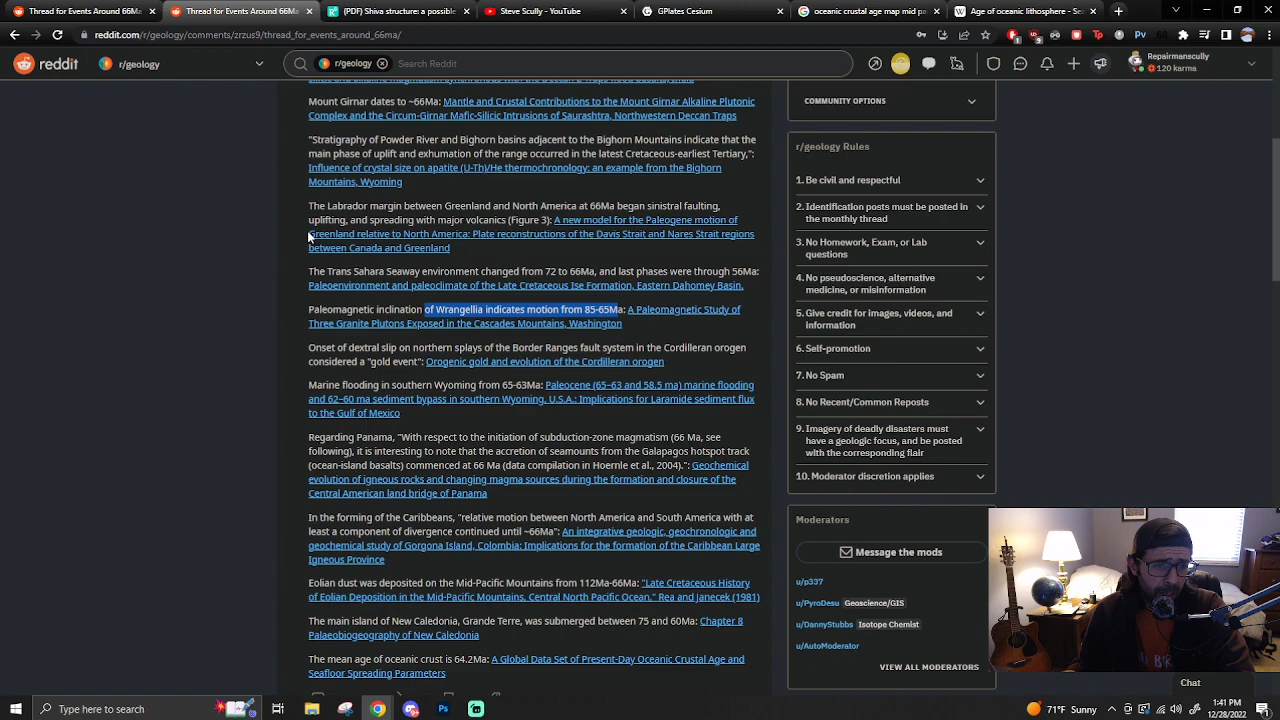 Thread for Events Around 66Ma
Thread for Events Around 66Ma
(PDF) Shiva structure: a possible
Steve Scully - YouTube
GPlates Cesium
oceanic crustal age map mid pa
Age of oceanic lithosphere - Se
reddit.com/r/geology/comments/zrzus9/thread_for_events_around_66ma/
reddit
r/geology
r/geology
Search Reddit
Repairmanscully
120 karma
Mount Girnar dates to ~66Ma: Mantle and Crustal Contributions to the Mount Girnar Alkaline Plutonic
Complex and the Circum-Girnar Mafic-Silicic Intrusions of Saurashtra, Northwestern Deccan Traps
"Stratigraphy of Powder River and Bighorn basins adjacent to the Bighorn Mountains indicate that the
main phase of uplift and exhumation of the range occurred in the latest Cretaceous-earliest Tertiary,":
Influence of crystal size on apatite (U-Th)/He thermochronology: an example from the Bighorn
Mountains, Wyoming
The Labrador margin between Greenland and North America at 66Ma began sinistral faulting,
uplifting, and spreading with major volcanics (Figure 3): A new model for the Paleogene motion of
Greenland relative to North America: Plate reconstructions of the Davis Strait and Nares Strait regions
between Canada and Greenland
The Trans Sahara Seaway environment changed from 72 to 66Ma, and last phases were through 56Ma:
Paleoenvironment and paleoclimate of the Late Cretaceous Ise Formation, Eastern Dahomey Basin.
Paleomagnetic inclination of Wrangellia indicates motion from 85-65Ma: A Paleomagnetic Study of
Three Granite Plutons Exposed in the Cascades Mountains, Washington
Onset of dextral slip on northern splays of the Border Ranges fault system in the Cordilleran orogen
considered a "gold event": Orogenic gold and evolution of the Cordilleran orogen
Marine flooding in southern Wyoming from 65-63Ma: Paleocene (65–63 and 58.5 ma) marine flooding
and 62–60 ma sediment bypass in southern Wyoming, U.S.A.: Implications for Laramide sediment flux
to the Gulf of Mexico
Regarding Panama, "With respect to the initiation of subduction-zone magmatism (66 Ma, see
following), it is interesting to note that the accretion of seamounts from the Galapagos hotspot track
(ocean-island basalts) commenced at 66 Ma (data compilation in Hoernle et al., 2004).": Geochemical
evolution of igneous rocks and changing magma sources during the formation and closure of the
Central American land bridge of Panama
In the forming of the Caribbeans, "relative motion between North America and South America with at
least a component of divergence continued until ~66Ma": An integrative geologic, geochronologic and
geochemical study of Gorgona Island, Colombia: Implications for the formation of the Caribbean Large
Igneous Province
Eolian dust was deposited on the Mid-Pacific Mountains from 112Ma-66Ma: "Late Cretaceous History
of Eolian Deposition in the Mid-Pacific Mountains, Central North Pacific Ocean," Rea and Janecek (1981)
The main island of New Caledonia, Grande Terre, was submerged between 75 and 60Ma: Chapter 8
Palaeobiogeography of New Caledonia
The mean age of oceanic crust is 64.2Ma: A Global Data Set of Present-Day Oceanic Crustal Age and
Seafloor Spreading Parameters
COMMUNITY OPTIONS
r/geology Rules
1. Be civil and respectful
2. Identification posts must be posted in
the monthly thread
3. No Homework, Exam, or Lab
questions
4. No pseudoscience, alternative
medicine, or misinformation
5. Give credit for images, videos, and
information
6. Self-promotion
7. No Spam
8. No Recent/Common Reposts
9. Imagery of deadly disasters must
have a geologic focus, and be posted
with the corresponding flair
10. Moderator discretion applies
Moderators
Message the mods
u/p337
u/PyroDesu Geoscience/GIS
u/DannyStubbs Isotope Chemist
u/AutoModerator
VIEW ALL MODERATORS
Chat
Type here to search
71°F Sunny
1:41 PM
12/28/2022